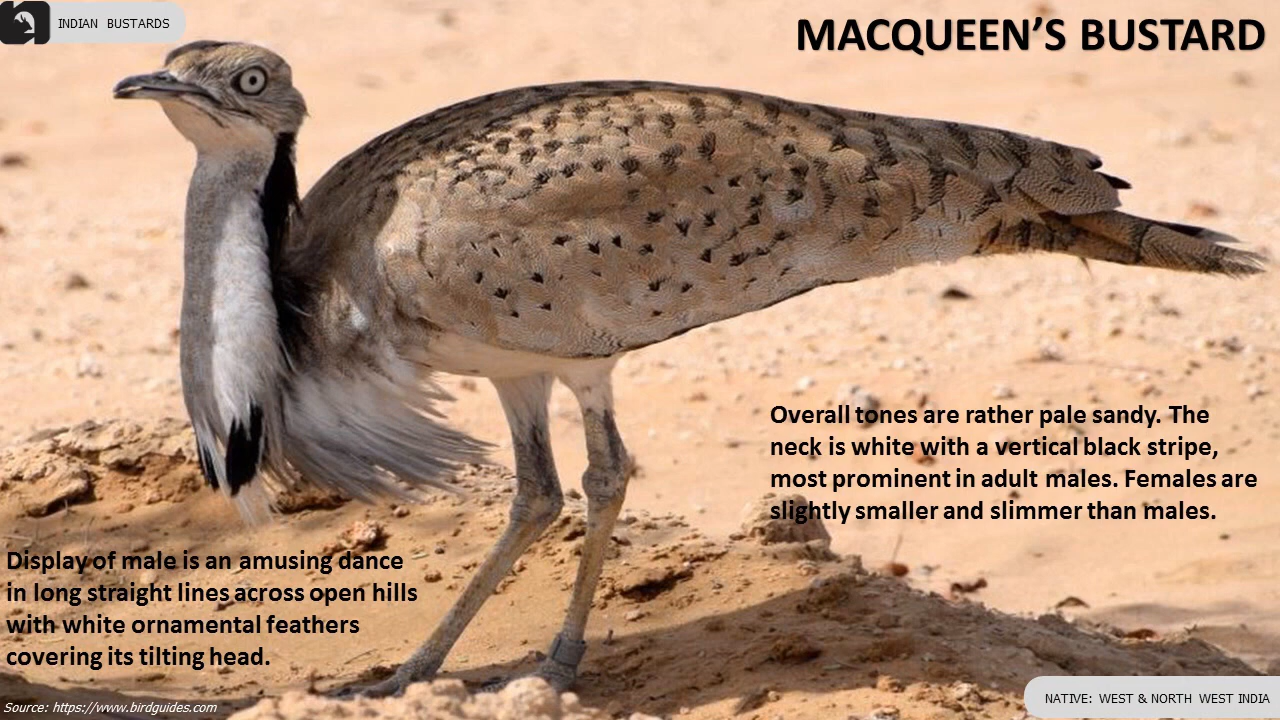 INDIAN BUSTARDS
MACQUEEN'S BUSTARD
Overall tones are rather pale sandy. The
neck is white with a vertical black stripe,
most prominent in adult males. Females are
slightly smaller and slimmer than males.
Display of male is an amusing dance
in long straight lines across open hills
with white ornamental feathers
covering its tilting head.
Source: https://www.birdguides.com
NATIVE: WEST & NORTH WEST INDIA